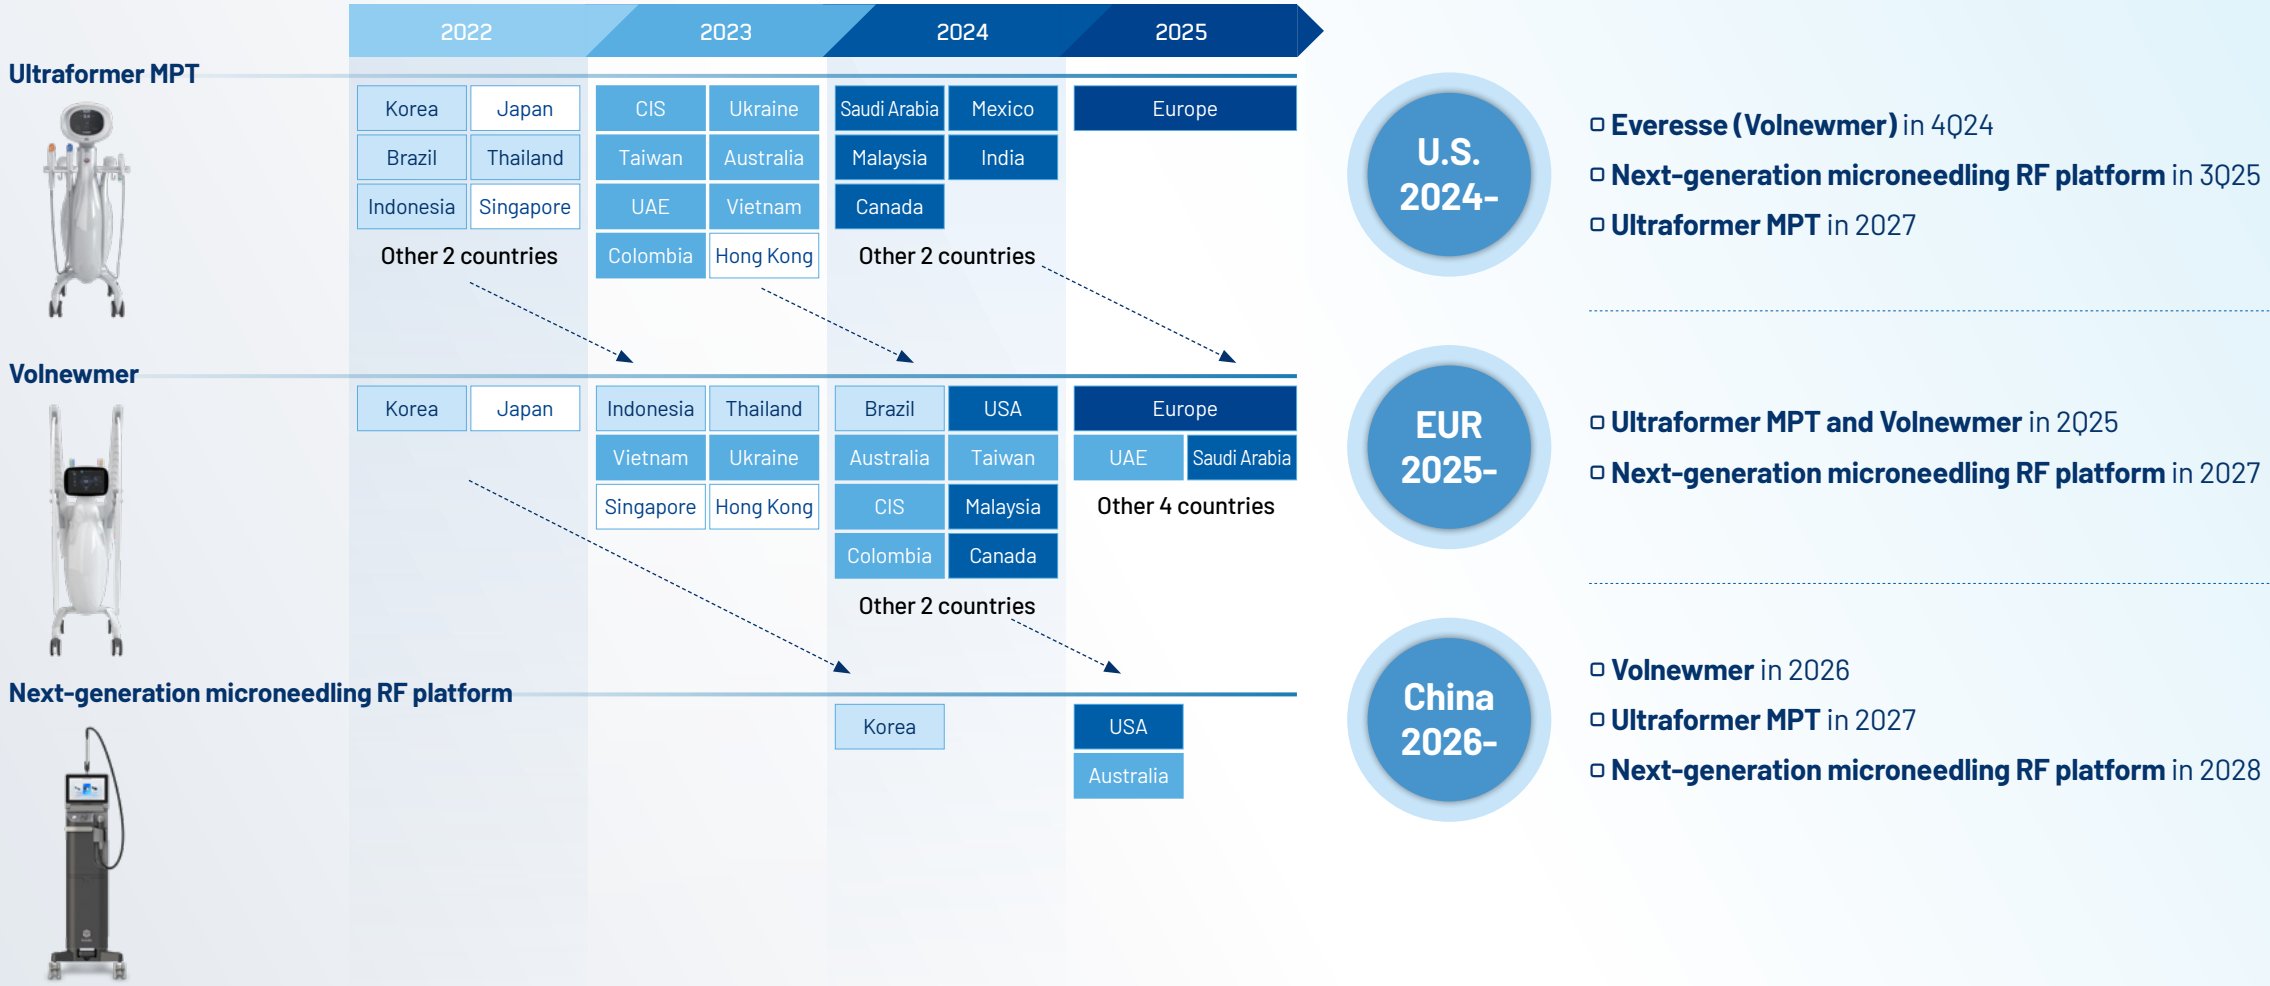 2022 2023 2024 2025
Ultraformer MPT
Korea Japan CIS Ukraine Saudi Arabia Mexico Europe
Brazil Thailand Taiwan Australia Malaysia India
Indonesia Singapore UAE Vietnam Canada
Other 2 countries Colombia Hong Kong Other 2 countries
Volnewmer
Korea Japan Indonesia Thailand Brazil USA Europe
Vietnam Ukraine Australia Taiwan UAE Saudi Arabia
Singapore Hong Kong CIS Malaysia Other 4 countries
Colombia Canada
Other 2 countries
Next-generation microneedling RF platform
Korea USA
Australia
U.S.
2024-
Everesse (Volnewmer) in 4Q24
Next-generation microneedling RF platform in 3Q25
Ultraformer MPT in 2027
EUR
2025-
Ultraformer MPT and Volnewmer in 2Q25
Next-generation microneedling RF platform in 2027
China
2026-
Volnewmer in 2026
Ultraformer MPT in 2027
Next-generation microneedling RF platform in 2028